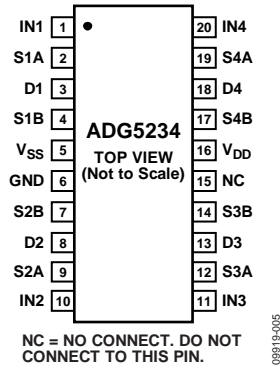 IN1 1 20 IN4
S1A 2 19 S4A
D1 3 18 D4
S1B 4 17 S4B
VSS 5 16 VDD
GND 6 15 NC
S2B 7 14 S3B
D2 8 13 D3
S2A 9 12 S3A
IN2 10 11 IN3
ADG5234
TOP VIEW
(Not to Scale)
NC = NO CONNECT. DO NOT
CONNECT TO THIS PIN.
09919-005